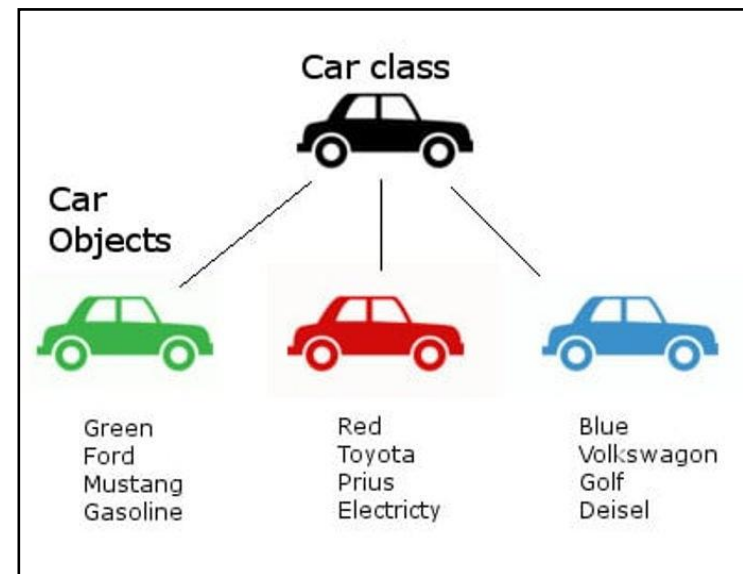 Car class
Car
Objects
Green
Ford
Mustang
Gasoline
Red
Toyota
Prius
Electricty
Blue
Volkswagon
Golf
Deisel